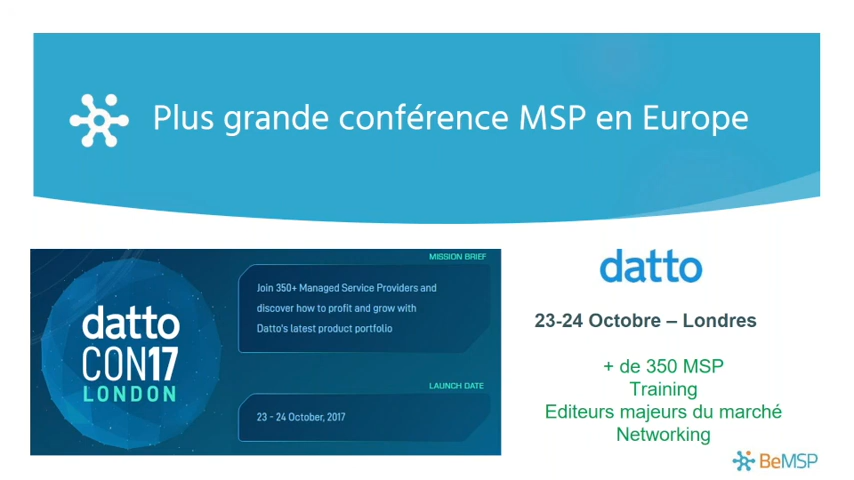 Plus grande conférence MSP en Europe
MISSION BRIEF
Join 350+ Managed Service Providers and
discover how to profit and grow with
Datto's latest product portfolio
datto
CON17
LONDON
LAUNCH DATE
23 - 24 October, 2017
datto
23-24 Octobre – Londres
+ de 350 MSP
Training
Editeurs majeurs du marché
Networking
BeMSP